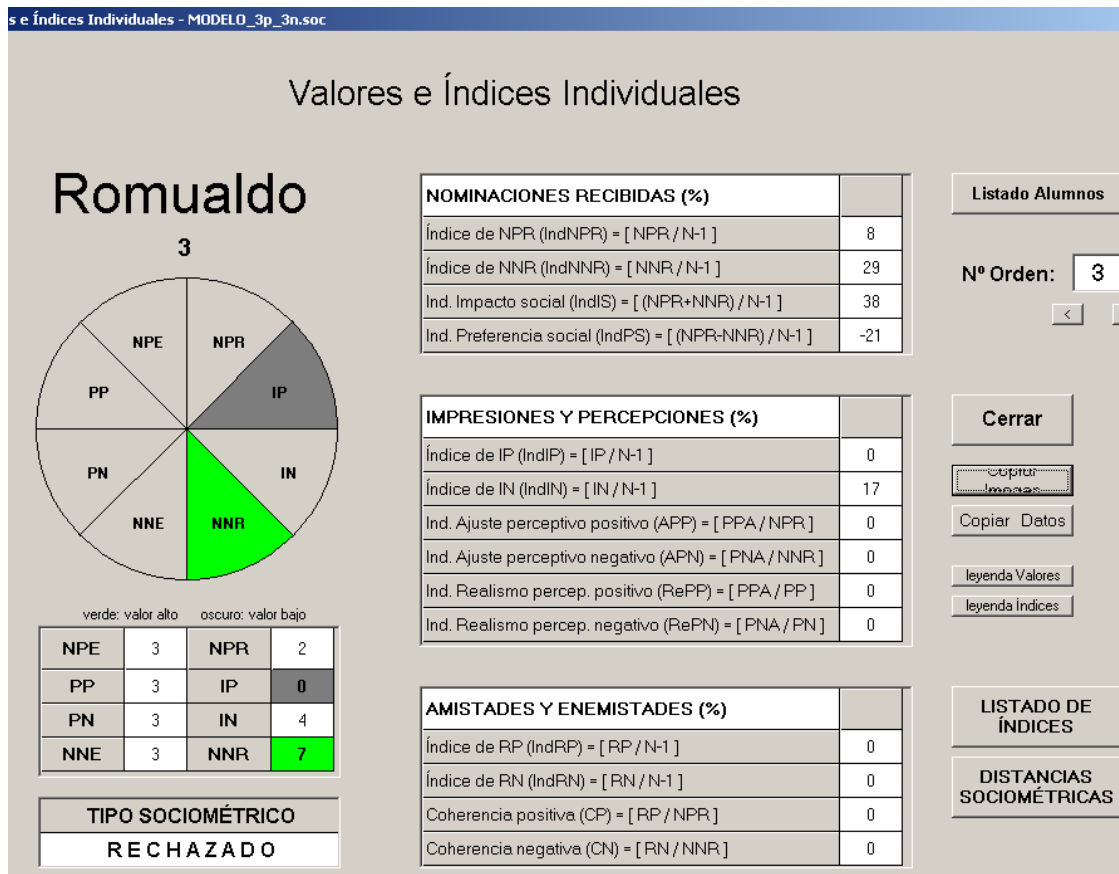 s e Índices Individuales - MODELO_3p_3n.soc
Valores e Índices Individuales
Romualdo
3
NPE NPR
PP IP
PN IN
NNE NNR
verde: valor alto oscuro: valor bajo
NPE 3 NPR 2
PP 3 IP 0
PN 3 IN 4
NNE 3 NNR 7
TIPO SOCIOMÉTRICO
RECHAZADO
NOMINACIONES RECIBIDAS (%)
Índice de NPR (IndNPR) = [ NPR / N-1 ] 8
Índice de NNR (IndNNR) = [ NNR / N-1 ] 29
Ind. Impacto social (IndIS) = [ (NPR+NNR) / N-1 ] 38
Ind. Preferencia social (IndPS) = [ (NPR-NNR) / N-1 ] -21
IMPRESIONES Y PERCEPCIONES (%)
Índice de IP (IndIP) = [ IP / N-1 ] 0
Índice de IN (IndIN) = [ IN / N-1 ] 17
Ind. Ajuste perceptivo positivo (APP) = [ PPA / NPR ] 0
Ind. Ajuste perceptivo negativo (APN) = [ PNA / NNR ] 0
Ind. Realismo percep. positivo (RePP) = [ PPA / PP ] 0
Ind. Realismo percep. negativo (RePN) = [ PNA / PN ] 0
AMISTADES Y ENEMISTADES (%)
Índice de RP (IndRP) = [ RP / N-1 ] 0
Índice de RN (IndRN) = [ RN / N-1 ] 0
Coherencia positiva (CP) = [ RP / NPR ] 0
Coherencia negativa (CN) = [ RN / NNR ] 0
Listado Alumnos
Nº Orden: 3
<
Cerrar
Copiar Datos
leyenda Valores
leyenda Índices
LISTADO DE
ÍNDICES
DISTANCIAS
SOCIOMÉTRICAS